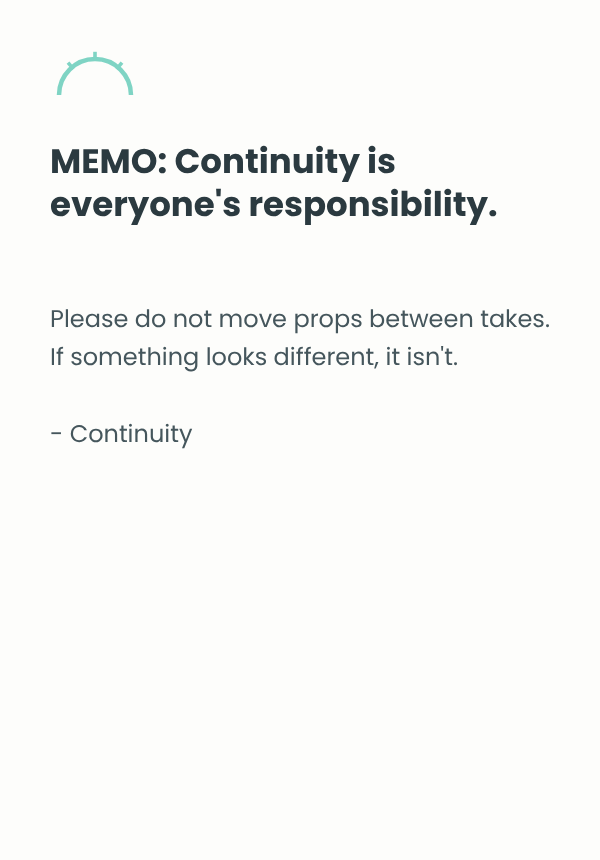 MEMO: Continuity is
everyone's responsibility.
Please do not move props between takes.
If something looks different, it isn't.
- Continuity